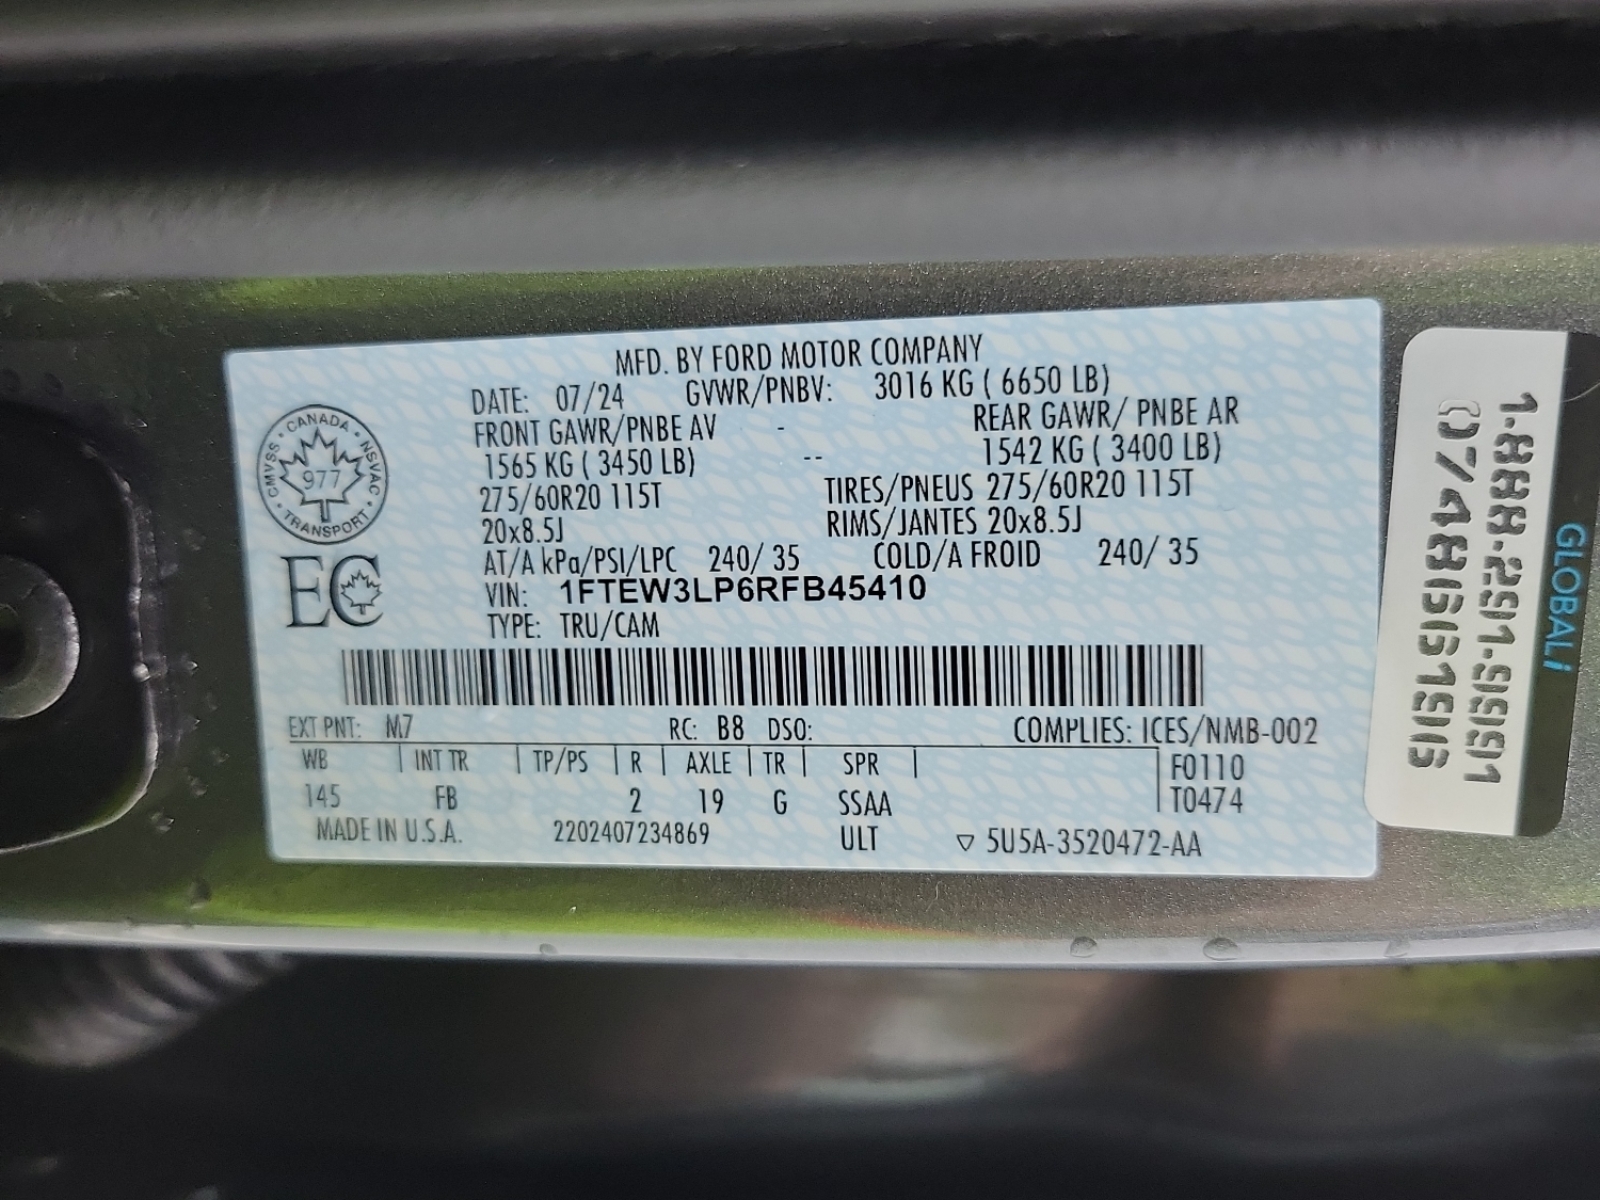 MFD. BY FORD MOTOR COMPANY
DATE: 07/24 GVWR/PNBV: 3016 KG ( 6650 LB)
FRONT GAWR/PNBE AV - REAR GAWR/ PNBE AR
1565 KG ( 3450 LB) -- 1542 KG ( 3400 LB)
275/60R20 115T TIRES/PNEUS 275/60R20 115T
20x8.5J RIMS/JANTES 20x8.5J
AT/A kPa/PSI/LPC 240/ 35 COLD/A FROID 240/ 35
VIN: 1FTEW3LP6RFB45410
TYPE: TRU/CAM
CANADA
CMVSS NSVAC
977
TRANSPORT
EC
EXT PNT: M7 RC: B8 DSO: COMPLIES: ICES/NMB-002
WB | INT TR | TP/PS | R | AXLE | TR | SPR | F0110
145 FB 2 19 G SSAA T0474
MADE IN U.S.A. 2202407234869 ULT ▽ 5U5A-3520472-AA
GLOBALi